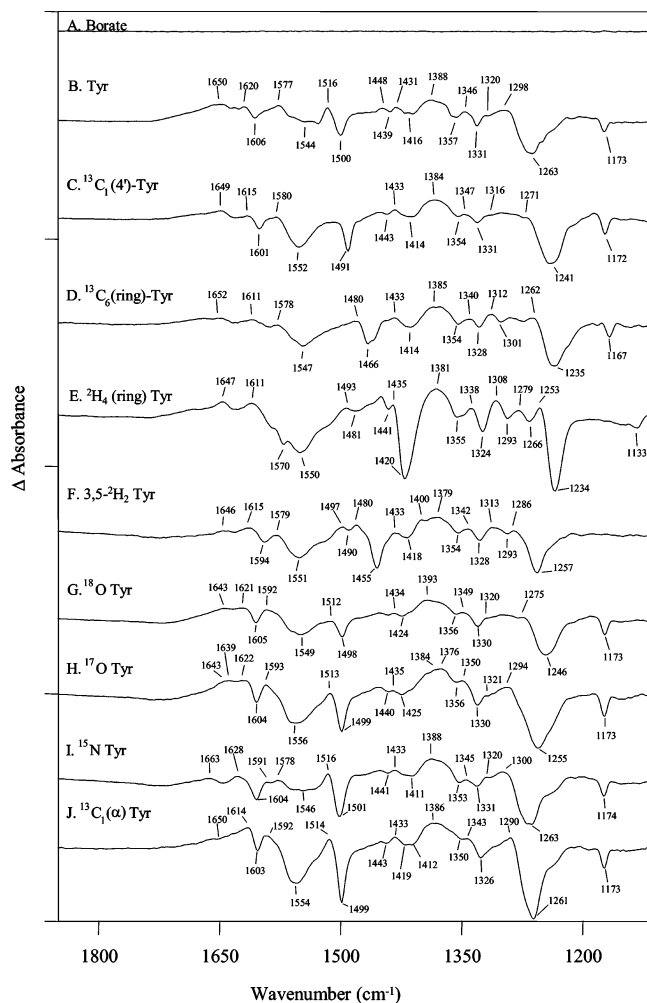 A. Borate
B. Tyr
1650 1620 1577 1516 1448 1431 1388 1346 1320 1298
1606 1544 1500 1439 1416 1357 1331 1263 1173
C. ¹³C₁(4')-Tyr
1649 1615 1580 1433 1384 1347 1316 1271
1601 1552 1491 1443 1414 1354 1331 1241 1172
D. ¹³C₆(ring)-Tyr
1652 1611 1578 1480 1433 1385 1340 1312 1262
1547 1466 1414 1354 1328 1301 1235 1167
E. ²H₄ (ring) Tyr
1647 1611 1493 1435 1381 1338 1308 1279 1253
1570 1550 1481 1441 1420 1355 1324 1293 1266 1234 1133
F. 3,5-²H₂ Tyr
1646 1615 1579 1497 1480 1433 1400 1379 1342 1313 1286
1594 1551 1490 1455 1418 1354 1328 1293 1257
G. ¹⁸O Tyr
1643 1621 1592 1512 1434 1393 1349 1320 1275
1605 1549 1498 1424 1356 1330 1246 1173
H. ¹⁷O Tyr
1643 1639 1622 1593 1513 1435 1384 1376 1350 1321 1294
1604 1556 1499 1440 1425 1356 1330 1255 1173
I. ¹⁵N Tyr
1663 1628 1591 1578 1516 1433 1388 1345 1320 1300
1604 1546 1501 1441 1411 1353 1331 1263 1174
J. ¹³C₁(α) Tyr
1650 1614 1592 1514 1433 1386 1343 1290
1603 1554 1499 1443 1419 1412 1350 1326 1261 1173
Δ Absorbance
1800 1650 1500 1350 1200
Wavenumber (cm⁻¹)